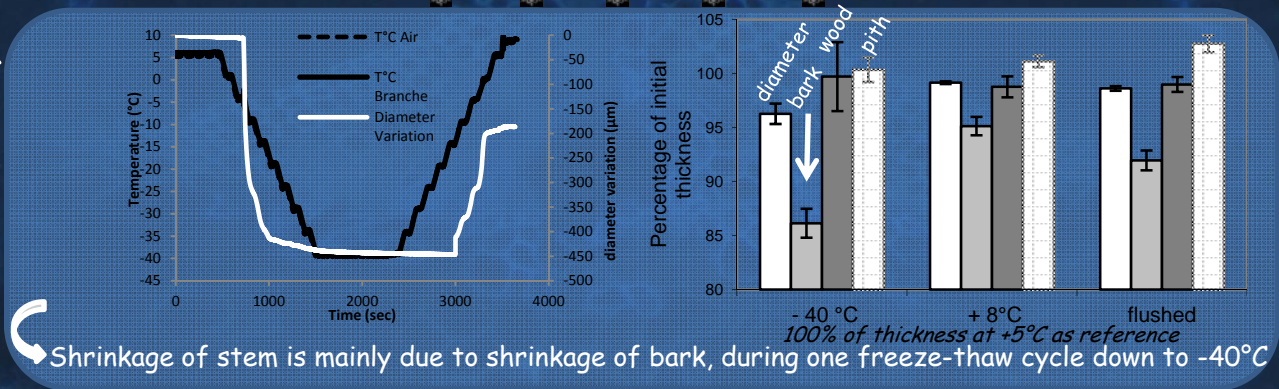 10
5
0
-5
-10
-15
-20
-25
-30
-35
-40
-45
Temperature (°C)
T°C Air
T°C
Branche
Diameter
Variation
0
-50
-100
-150
-200
-250
-300
-350
-400
-450
-500
diameter variation (µm)
0 1000 2000 3000 4000
Time (sec)
Percentage of initial
thickness
105
100
95
90
85
80
diameter
bark
wood
pith
- 40 °C + 8°C flushed
100% of thickness at +5°C as reference
Shrinkage of stem is mainly due to shrinkage of bark, during one freeze-thaw cycle down to -40°C